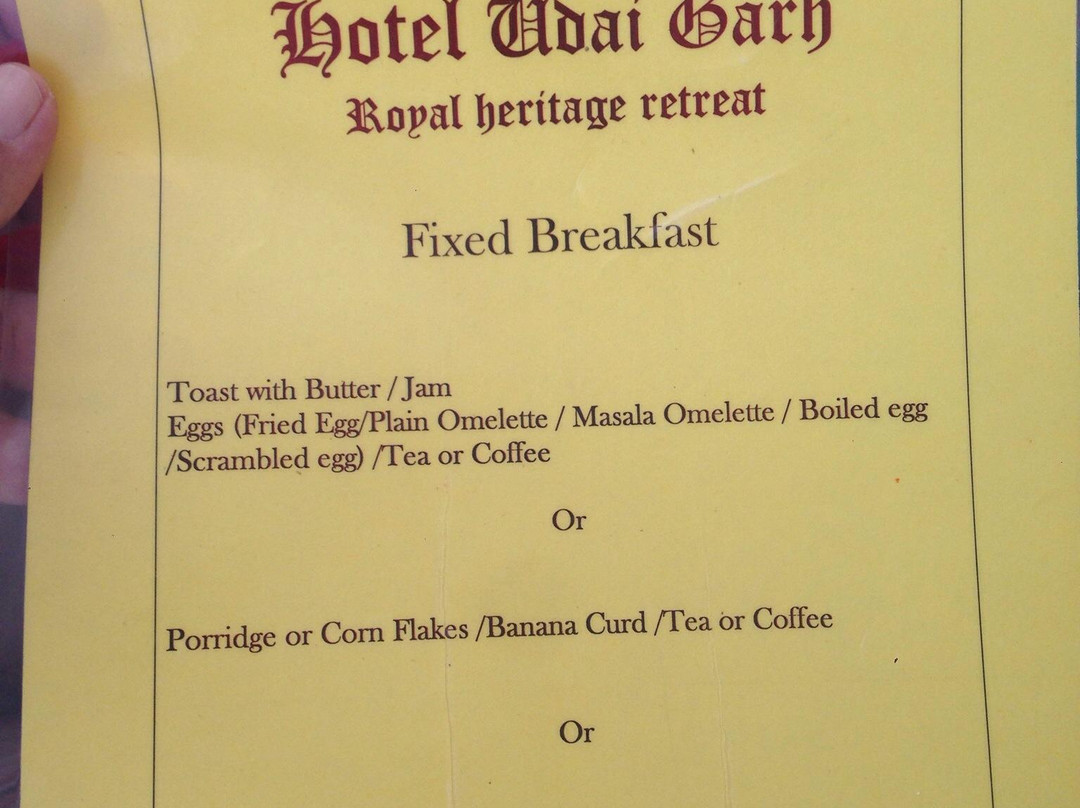 Hotel Udai Garh
Royal heritage retreat
Fixed Breakfast
Toast with Butter / Jam
Eggs (Fried Egg/Plain Omelette / Masala Omelette / Boiled egg
/Scrambled egg) /Tea or Coffee
Or
Porridge or Corn Flakes /Banana Curd /Tea or Coffee
Or